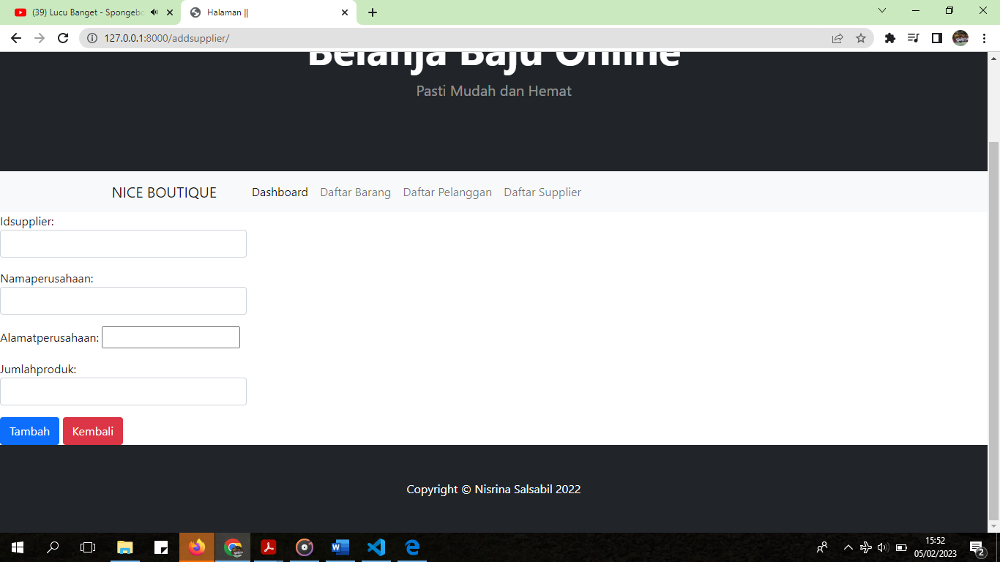 (39) Lucu Banget - Spongebo
Halaman ||
127.0.0.1:8000/addsupplier/
Belanja Baju Online
Pasti Mudah dan Hemat
NICE BOUTIQUE Dashboard Daftar Barang Daftar Pelanggan Daftar Supplier
Idsupplier:
Namaperusahaan:
Alamatperusahaan:
Jumlahproduk:
Tambah Kembali
Copyright © Nisrina Salsabil 2022
15:52
05/02/2023
2